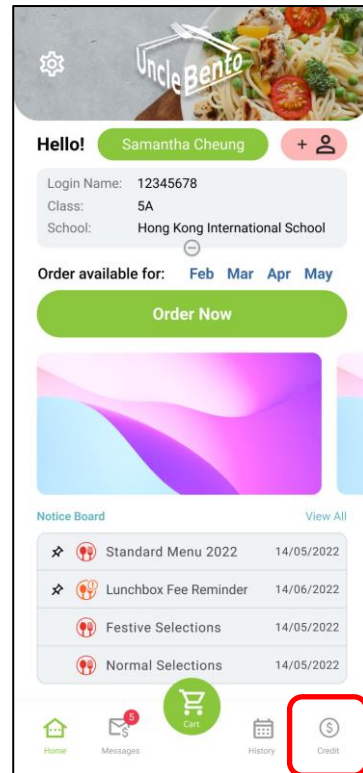 Uncle Bento
Hello! Samantha Cheung +
Login Name: 12345678
Class: 5A
School: Hong Kong International School
Order available for: Feb Mar Apr May
Order Now
Notice Board View All
Standard Menu 2022 14/05/2022
Lunchbox Fee Reminder 14/06/2022
Festive Selections 14/05/2022
Normal Selections 14/05/2022
5
Home Messages Cart History Credit